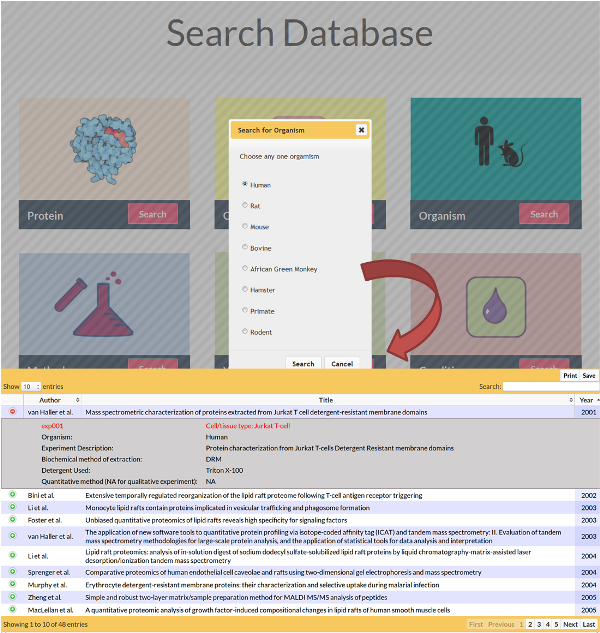 Search Database
Search for Organism
Choose any one organism
Human
Rat
Mouse
Bovine
African Green Monkey
Hamster
Primate
Rodent
Search Cancel
Protein Search
Organism Search
Print Save
Show 10 entries Search:
Author Title Year
van Haller et al. Mass spectrometric characterization of proteins extracted from Jurkat T cell detergent-resistant membrane domains 2001
exp001 Cell/tissue type: Jurkat T-cell
Organism: Human
Experiment Description: Protein characterization from Jurkat T-cells Detergent Resistant membrane domains
Biochemical method of extraction: DRM
Detergent Used: Triton X-100
Quantitative method (NA for qualitative experiment): NA
Bini et al. Extensive temporally regulated reorganization of the lipid raft proteome following T-cell antigen receptor triggering 2002
Li et al. Monocyte lipid rafts contain proteins implicated in vesicular trafficking and phagosome formation 2003
Foster et al. Unbiased quantitative proteomics of lipid rafts reveals high specificity for signaling factors 2003
van Haller et al. The application of new software tools to quantitative protein profiling via isotope-coded affinity tag (ICAT) and tandem mass spectrometry: II. Evaluation of tandem mass spectrometry methodologies for large-scale protein analysis, and the application of statistical tools for data analysis and interpretation 2003
Li et al. Lipid raft proteomics: analysis of in-solution digest of sodium dodecyl sulfate-solubilized lipid raft proteins by liquid chromatography-matrix-assisted laser desorption/ionization tandem mass spectrometry 2004
Sprenger et al. Comparative proteomics of human endothelial cell caveolae and rafts using two-dimensional gel electrophoresis and mass spectrometry 2004
Murphy et al. Erythrocyte detergent-resistant membrane proteins: their characterization and selective uptake during malarial infection 2004
Zheng et al. Simple and robust two-layer matrix/sample preparation method for MALDI MS/MS analysis of peptides 2005
MacLellan et al. A quantitative proteomic analysis of growth factor-induced compositional changes in lipid rafts of human smooth muscle cells 2005
Showing 1 to 10 of 48 entries First Previous 1 2 3 4 5 Next Last